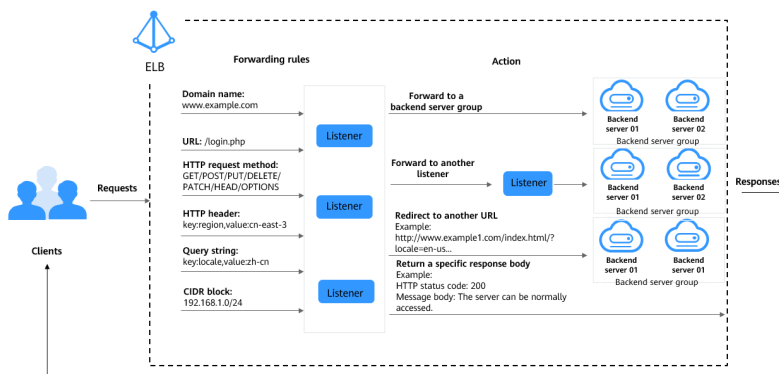 ELB
Forwarding rules
Action
Domain name:
www.example.com
URL: /login.php
HTTP request method:
GET/POST/PUT/DELETE/
PATCH/HEAD/OPTIONS
HTTP header:
key:region,value:cn-east-3
Query string:
key:locale,value:zh-cn
CIDR block:
192.168.1.0/24
Listener
Listener
Listener
Forward to a
backend server group
Forward to another
listener
Listener
Redirect to another URL
Example:
http://www.example1.com/index.html/?
locale=en-us...
Return a specific response body
Example:
HTTP status code: 200
Message body: The server can be normally
accessed.
Backend
server 01
Backend
server 02
Backend server group
Backend
server 01
Backend
server 01
Backend server group
Backend
server 01
Backend
server 01
Backend server group
Requests
Clients
Responses